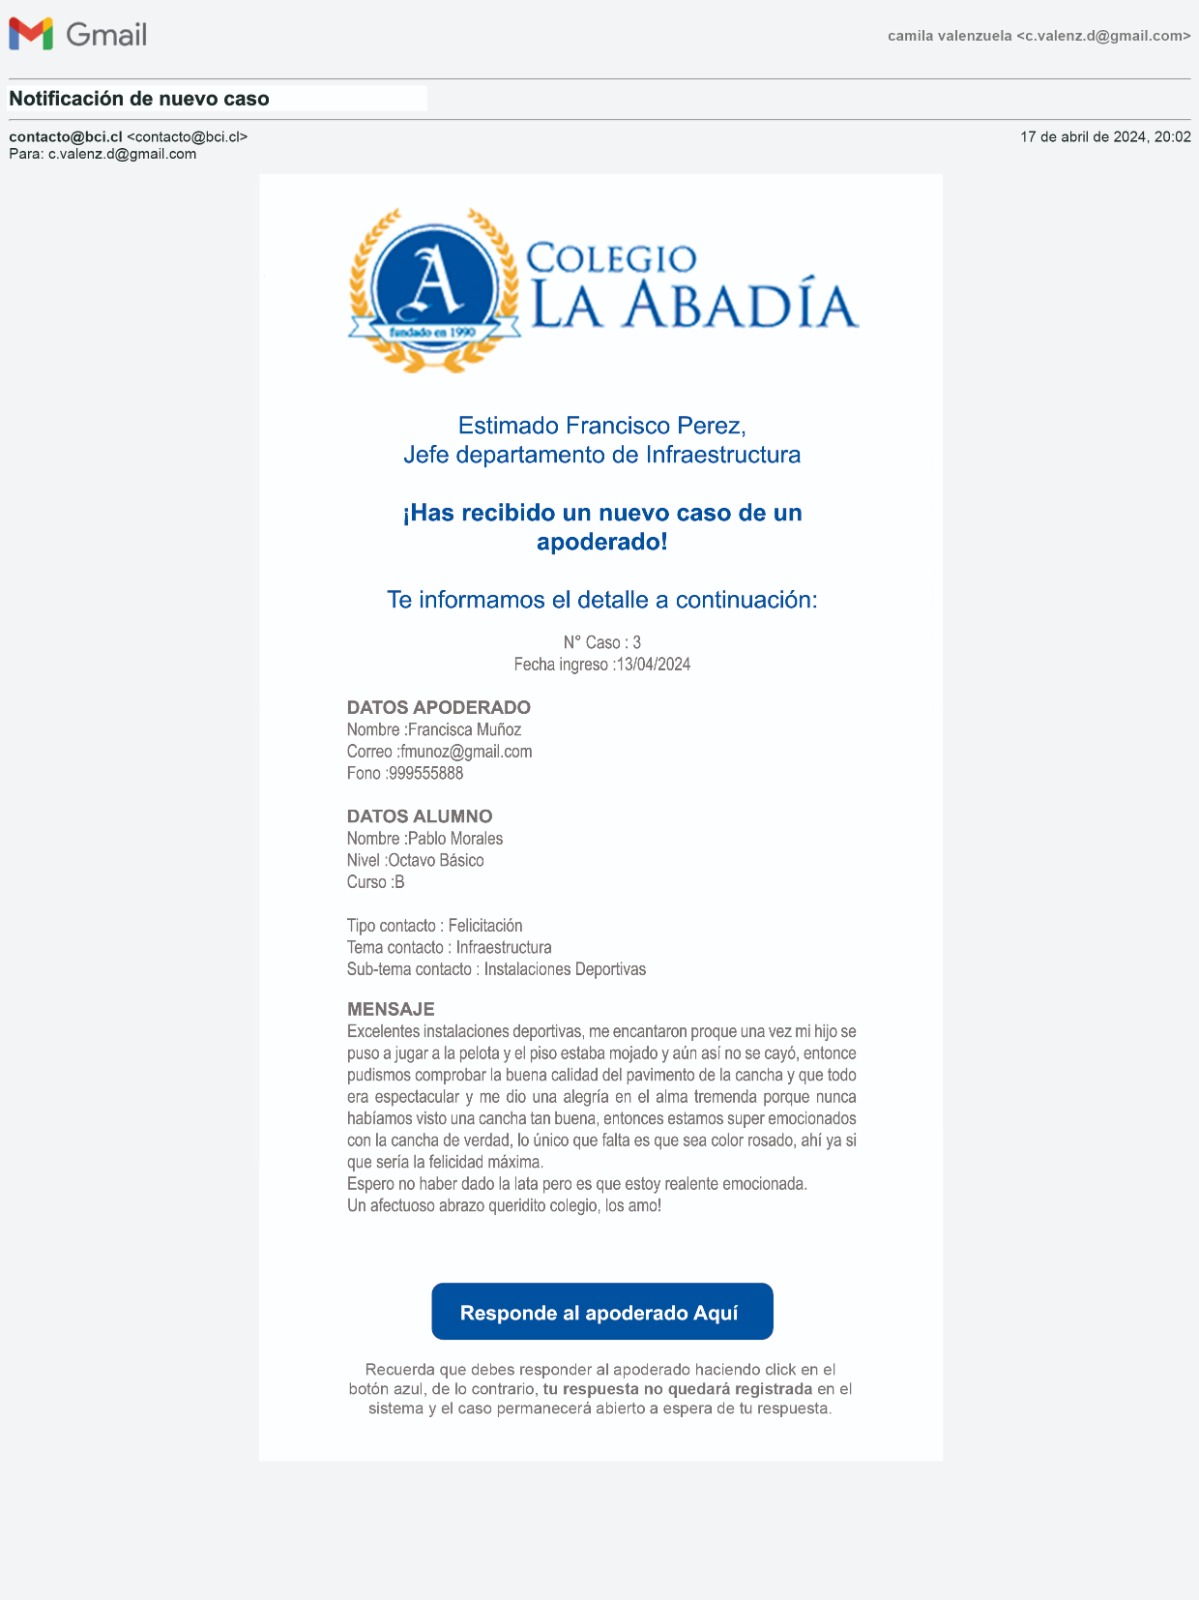 Gmail
camila valenzuela <c.valenz.d@gmail.com>
Notificación de nuevo caso
contacto@bci.cl <contacto@bci.cl>
17 de abril de 2024, 20:02
Para: c.valenz.d@gmail.com
A
fundado en 1990
COLEGIO
LA ABADÍA
Estimado Francisco Perez,
Jefe departamento de Infraestructura
¡Has recibido un nuevo caso de un
apoderado!
Te informamos el detalle a continuación:
N° Caso : 3
Fecha ingreso :13/04/2024
DATOS APODERADO
Nombre :Francisca Muñoz
Correo :fmunoz@gmail.com
Fono :999555888
DATOS ALUMNO
Nombre :Pablo Morales
Nivel :Octavo Básico
Curso :B
Tipo contacto : Felicitación
Tema contacto : Infraestructura
Sub-tema contacto : Instalaciones Deportivas
MENSAJE
Excelentes instalaciones deportivas, me encantaron proque una vez mi hijo se
puso a jugar a la pelota y el piso estaba mojado y aún así no se cayó, entonce
pudismos comprobar la buena calidad del pavimento de la cancha y que todo
era espectacular y me dio una alegría en el alma tremenda porque nunca
habíamos visto una cancha tan buena, entonces estamos super emocionados
con la cancha de verdad, lo único que falta es que sea color rosado, ahí ya si
que sería la felicidad máxima.
Espero no haber dado la lata pero es que estoy realente emocionada.
Un afectuoso abrazo queridito colegio, los amo!
Responde al apoderado Aquí
Recuerda que debes responder al apoderado haciendo click en el
botón azul, de lo contrario, tu respuesta no quedará registrada en el
sistema y el caso permanecerá abierto a espera de tu respuesta.